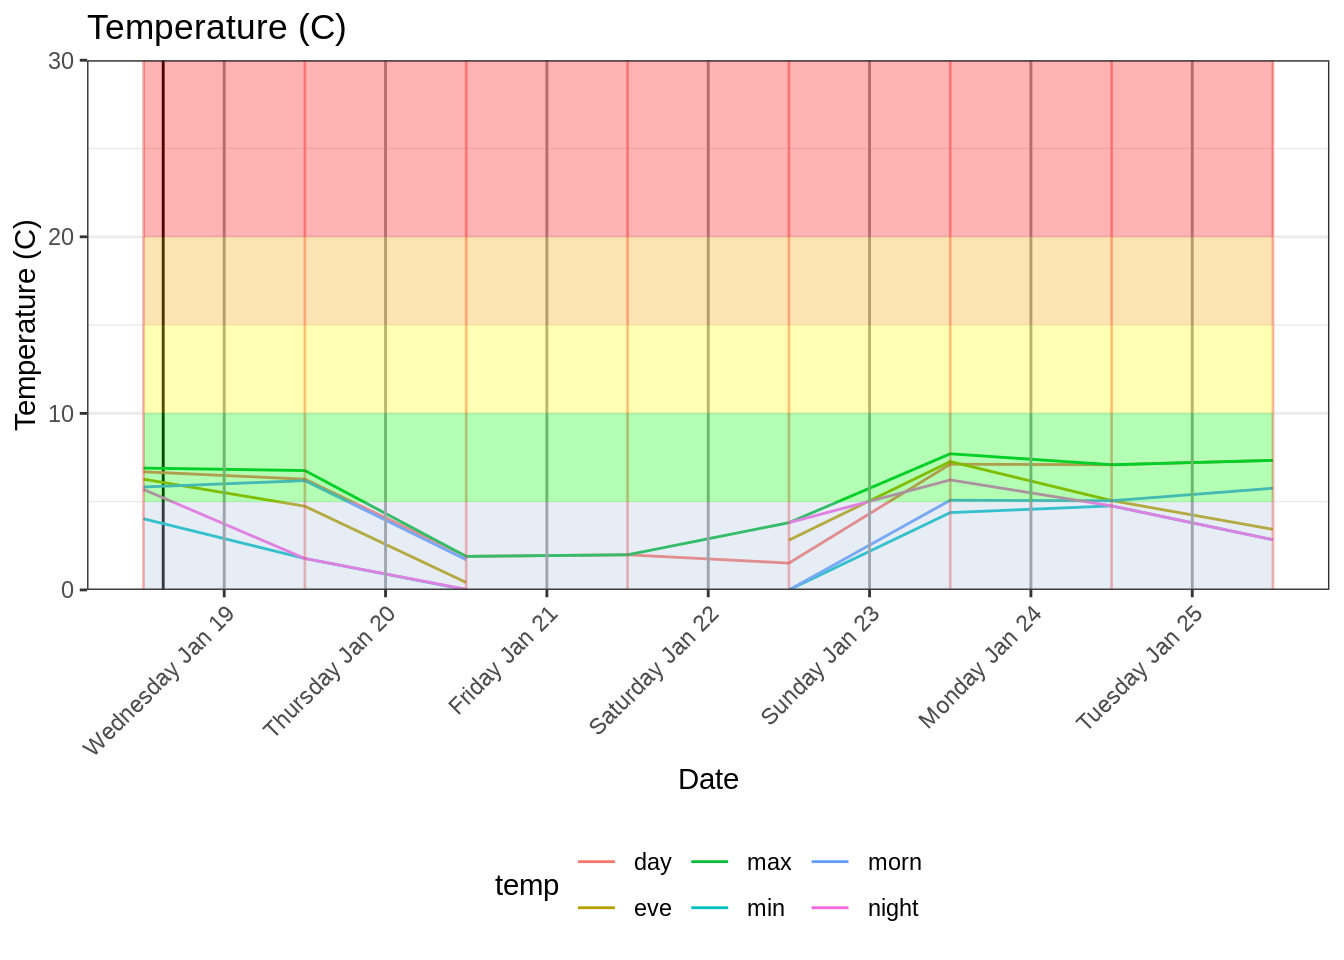 Temperature (C)
30
20
10
0
Temperature (C)
Wednesday Jan 19
Thursday Jan 20
Friday Jan 21
Saturday Jan 22
Sunday Jan 23
Monday Jan 24
Tuesday Jan 25
Date
temp
day max morn
eve min night